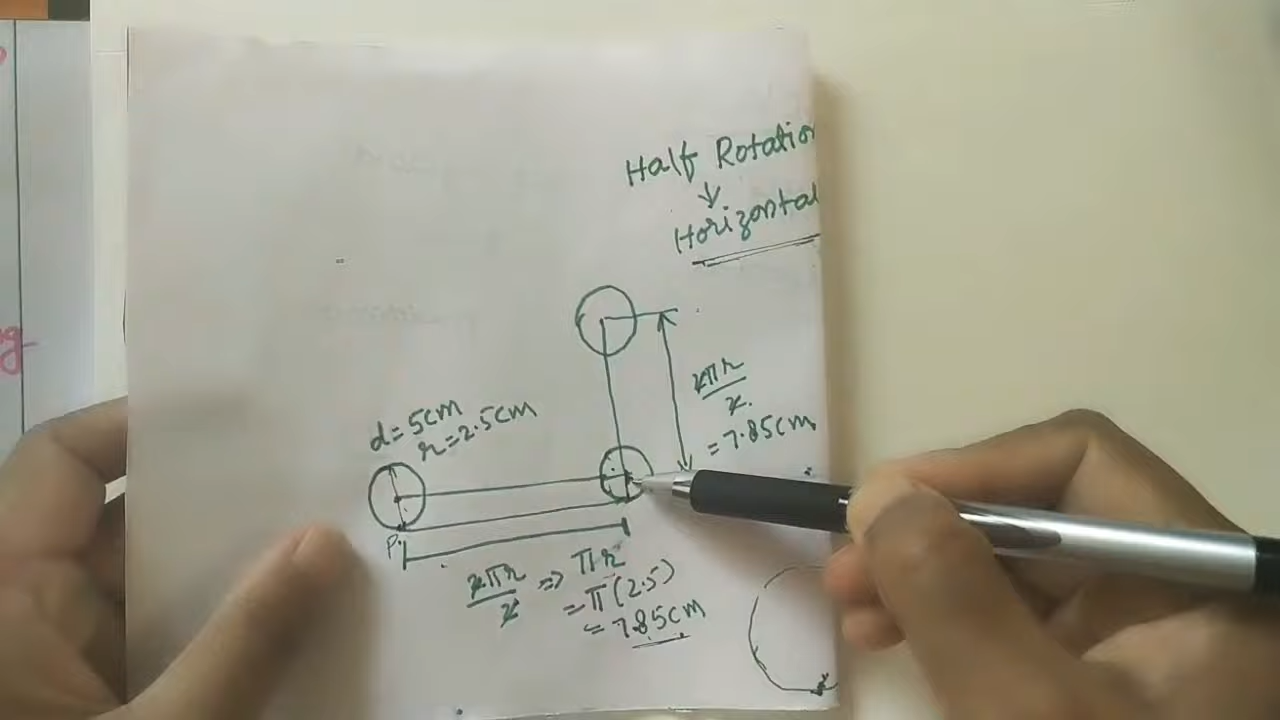 Half Rotation
↓
Horizontal
2πr
2
= 7.85cm
d=5cm
r=2.5cm
P
2πr
2
=> πr
= π(2.5)
= 7.85cm